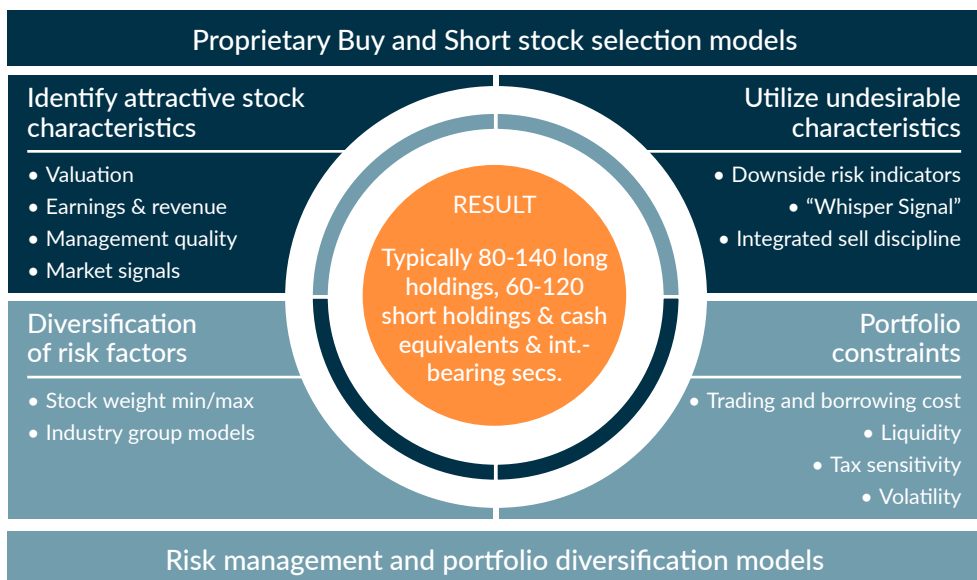 Proprietary Buy and Short stock selection models
Identify attractive stock
characteristics
• Valuation
• Earnings & revenue
• Management quality
• Market signals
Utilize undesirable
characteristics
• Downside risk indicators
• “Whisper Signal”
• Integrated sell discipline
RESULT
Typically 80-140 long
holdings, 60-120
short holdings & cash
equivalents & int.-
bearing secs.
Diversification
of risk factors
• Stock weight min/max
• Industry group models
Portfolio
constraints
• Trading and borrowing cost
• Liquidity
• Tax sensitivity
• Volatility
Risk management and portfolio diversification models